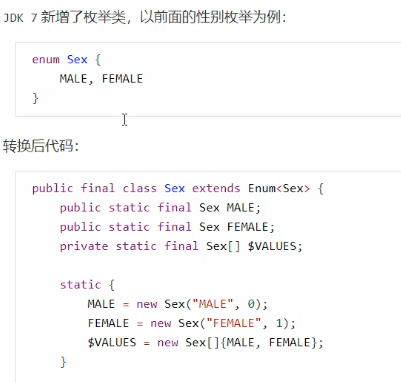 JDK 7 新增了枚举类，以前面的性别枚举为例：
enum Sex {
    MALE, FEMALE
}
转换后代码：
public final class Sex extends Enum<Sex> {
    public static final Sex MALE;
    public static final Sex FEMALE;
    private static final Sex[] $VALUES;

    static {
        MALE = new Sex("MALE", 0);
        FEMALE = new Sex("FEMALE", 1);
        $VALUES = new Sex[]{MALE, FEMALE};
    }